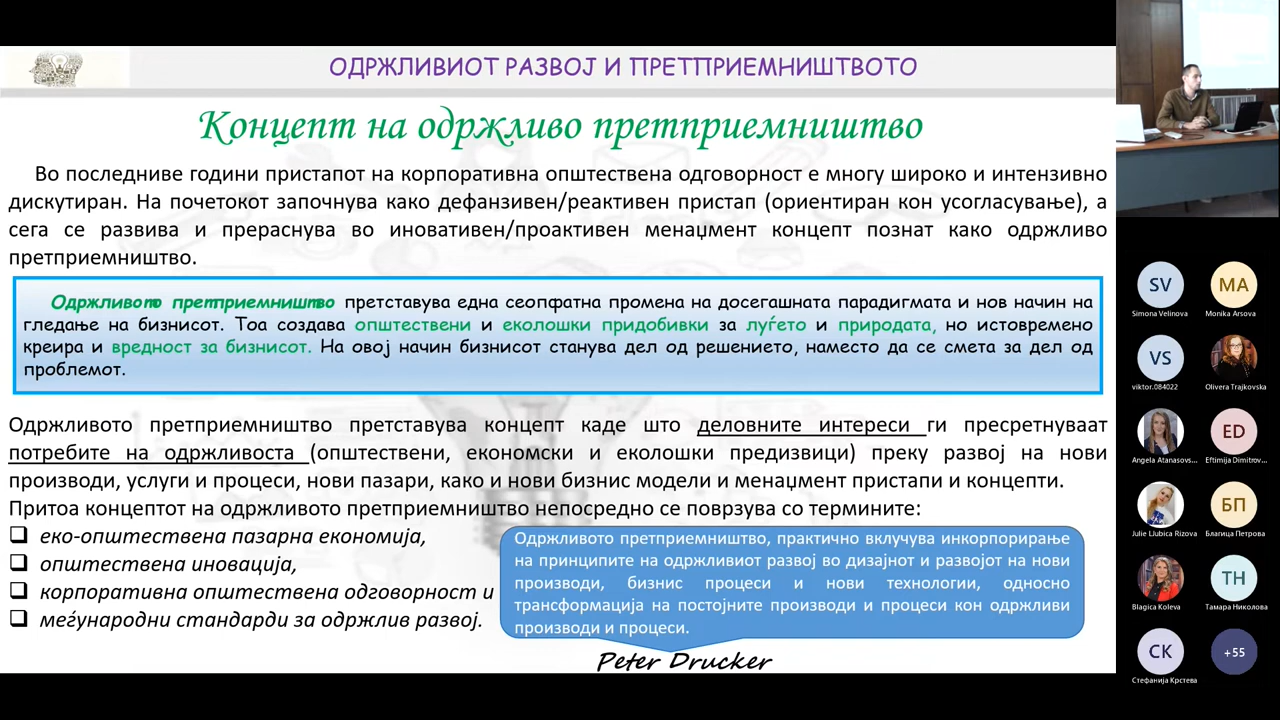 ОДРЖЛИВИОТ РАЗВОЈ И ПРЕТПРИЕМНИШТВОТО
Концепт на одржливо претприемништво
Во последниве години пристапот на корпоративна општествена одговорност е многу широко и интензивно
дискутиран. На почетокот започнува како дефанзивен/реактивен пристап (ориентиран кон усогласување), а
сега се развива и прераснува во иновативен/проактивен менаџмент концепт познат како одржливо
претприемништво.
Одржливото претприемништво претставува една сеопфатна промена на досегашната парадигмата и нов начин на
гледање на бизнисот. Тоа создава општествени и еколошки придобивки за луѓето и природата, но истовремено
креира и вредност за бизнисот. На овој начин бизнисот станува дел од решението, наместо да се смета за дел од
проблемот.
Одржливото претприемништво претставува концепт каде што деловните интереси ги пресретнуваат
потребите на одржливоста (општествени, економски и еколошки предизвици) преку развој на нови
производи, услуги и процеси, нови пазари, како и нови бизнис модели и менаџмент пристапи и концепти.
Притоа концептот на одржливото претприемништво непосредно се поврзува со термините:
еко-општествена пазарна економија,
општествена иновација,
корпоративна општествена одговорност и
меѓународни стандарди за одржлив развој.
Одржливото претприемништво, практично вклучува инкорпорирање
на принципите на одржливиот развој во дизајнот и развојот на нови
производи, бизнис процеси и нови технологии, односно
трансформација на постојните производи и процеси кон одржливи
производи и процеси.
Peter Drucker
SV
MA
Simona Velinova
Monika Arsova
VS
viktor.084022
Olivera Trajkovska
ED
Angela Atanasovs...
Eftimija Dimitrov...
БП
Julie LJubica Rizova
Благица Петрова
ТН
Blagica Koleva
Тамара Николова
СК
+55
Стефанија Крстева